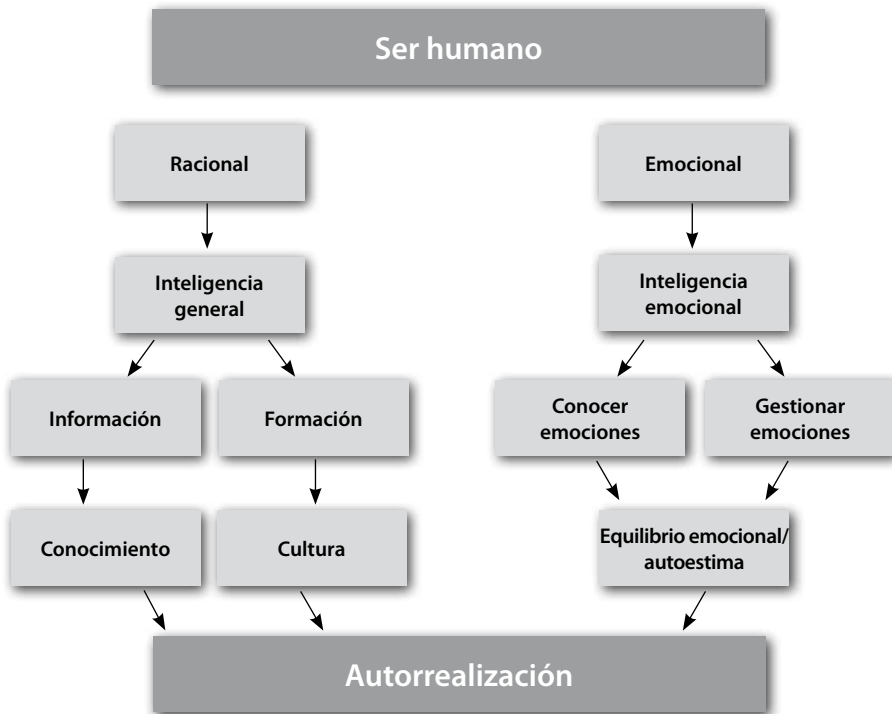 Ser humano
Racional
Emocional
Inteligencia
general
Inteligencia
emocional
Información
Formación
Conocer
emociones
Gestionar
emociones
Conocimiento
Cultura
Equilibrio emocional/
autoestima
Autorrealización